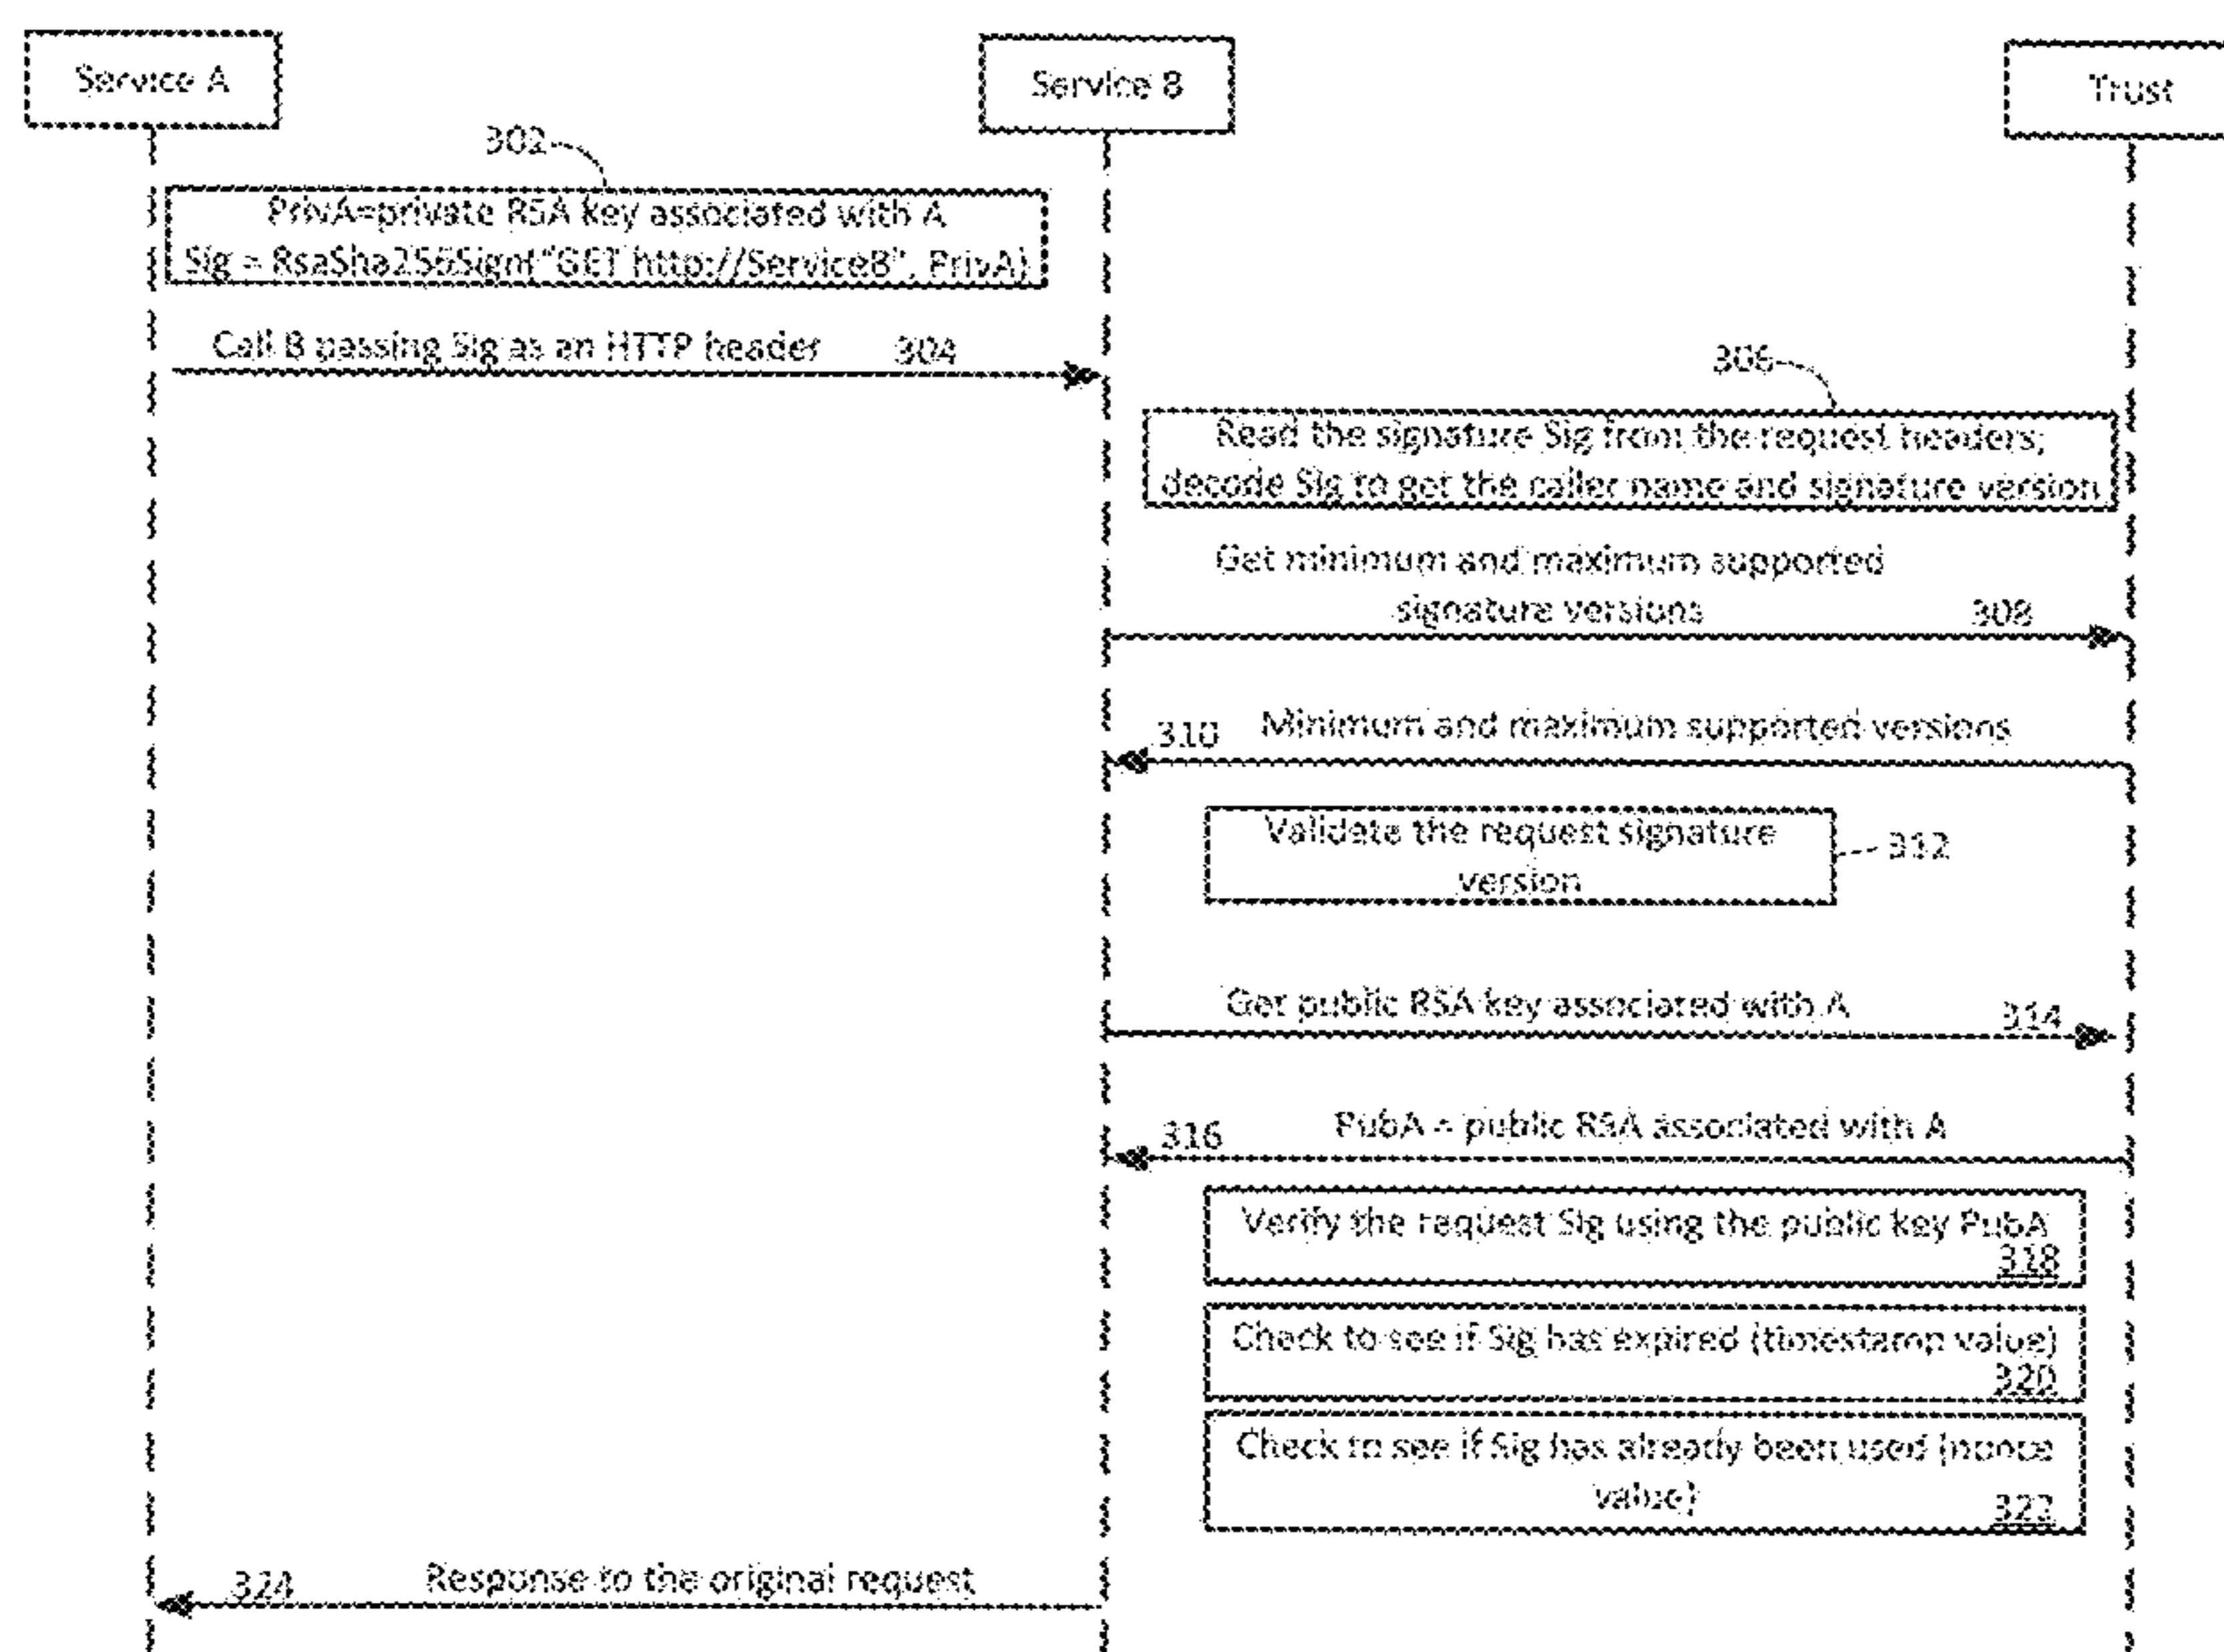 Service A
Service B
Trust
302
PrivA=private RSA key associated with A
Sig = RsaSha256Sign("GET http://ServiceB", PrivA)
Call B passing Sig as an HTTP header
304
306
Read the signature Sig from the request headers;
decode Sig to get the caller name and signature version
Get minimum and maximum supported
signature versions
308
310
Minimum and maximum supported versions
Validate the request signature
version
312
Get public RSA key associated with A
314
316
PubA = public RSA associated with A
Verify the request Sig using the public key PubA
318
Check to see if Sig has expired (timestamp value)
320
Check to see if Sig has already been used (nonce
value)
322
324
Response to the original request